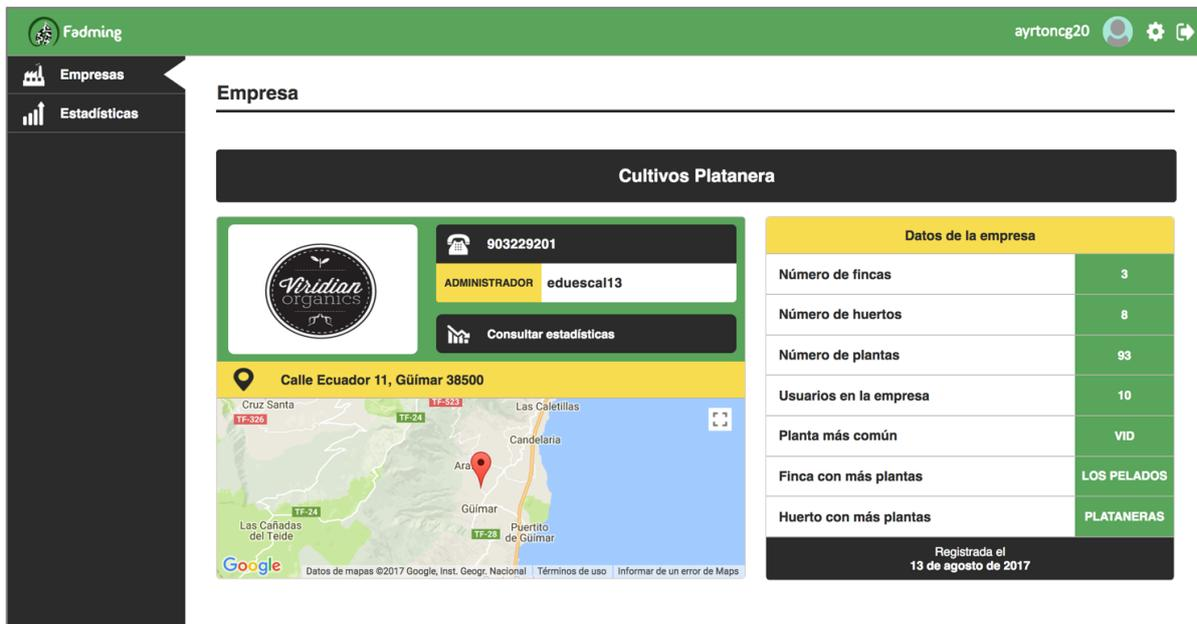 Fadming
ayrtoncg20
Empresas
Estadísticas
Empresa
Cultivos Platanera
Viridian
organics
903229201
ADMINISTRADOR eduescal13
Consultar estadísticas
Calle Ecuador 11, Güímar 38500
Cruz Santa
TF-326
TF-24
TF-523
Las Caletillas
Candelaria
Ara
Güímar
TF-24
Las Cañadas
del Teide
TF-28
Puertito
de Güímar
Google
Datos de mapas ©2017 Google, Inst. Geogr. Nacional
Términos de uso
Informar de un error de Maps
Datos de la empresa
Número de fincas 3
Número de huertos 8
Número de plantas 93
Usuarios en la empresa 10
Planta más común VID
Finca con más plantas LOS PELADOS
Huerto con más plantas PLATANERAS
Registrada el
13 de agosto de 2017